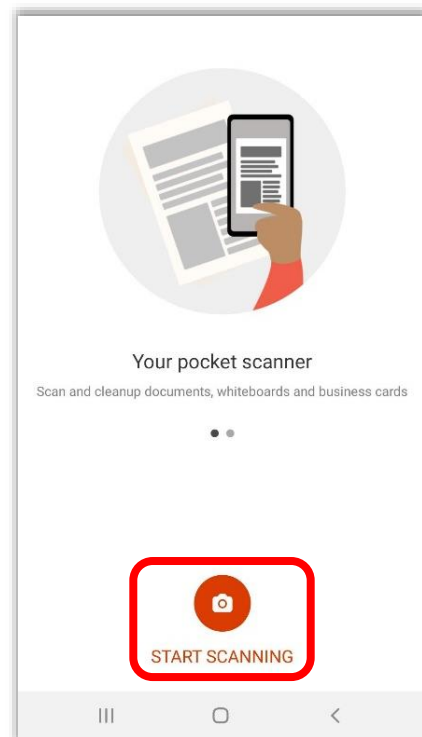 Your pocket scanner
Scan and cleanup documents, whiteboards and business cards
START SCANNING